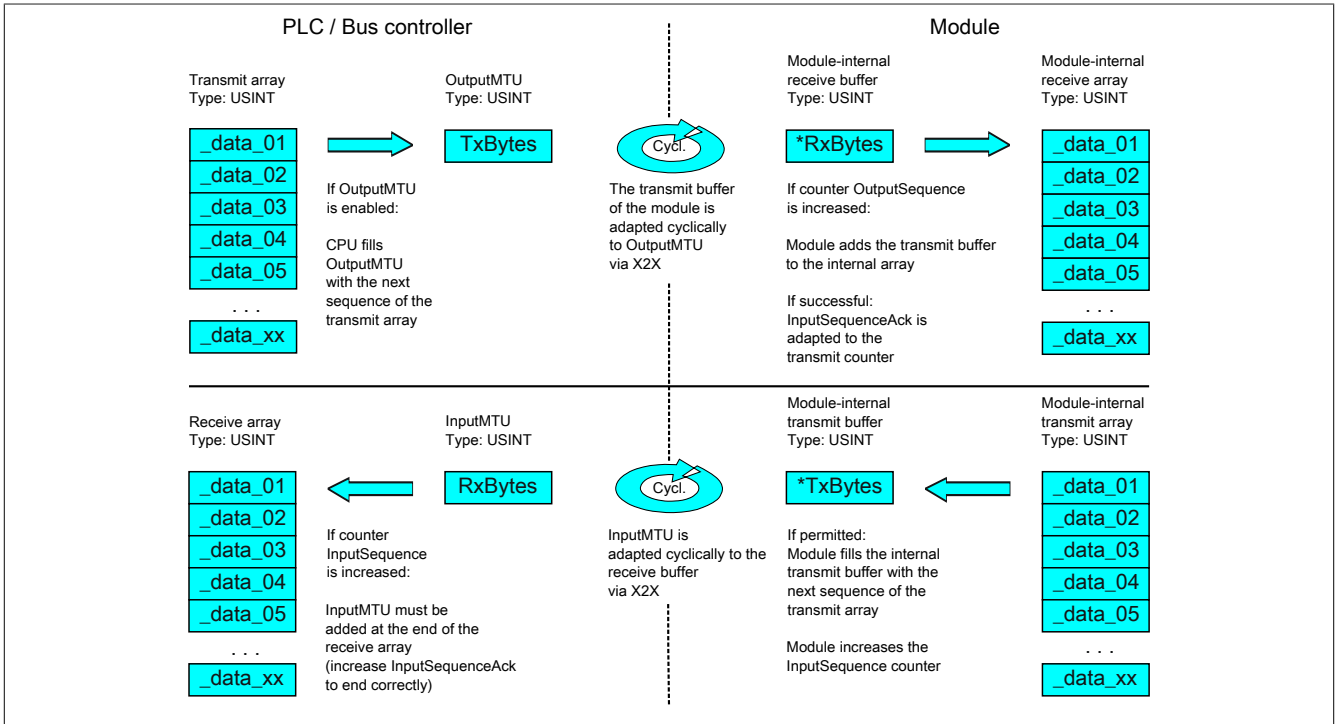 PLC / Bus controller
Module
Transmit array
Type: USINT
OutputMTU
Type: USINT
Module-internal
receive buffer
Type: USINT
Module-internal
receive array
Type: USINT
_data_01
_data_02
_data_03
_data_04
_data_05
. . .
_data_xx
If OutputMTU
is enabled:
CPU fills
OutputMTU
with the next
sequence of the
transmit array
TxBytes
Cycl.
The transmit buffer
of the module is
adapted cyclically
to OutputMTU
via X2X
*RxBytes
If counter OutputSequence
is increased:
Module adds the transmit buffer
to the internal array
If successful:
InputSequenceAck is
adapted to the
transmit counter
_data_01
_data_02
_data_03
_data_04
_data_05
. . .
_data_xx
Receive array
Type: USINT
InputMTU
Type: USINT
Module-internal
transmit buffer
Type: USINT
Module-internal
transmit array
Type: USINT
_data_01
_data_02
_data_03
_data_04
_data_05
. . .
_data_xx
If counter
InputSequence
is increased:
InputMTU must be
added at the end of the
receive array
(increase InputSequenceAck
to end correctly)
RxBytes
Cycl.
InputMTU is
adapted cyclically to the
receive buffer
via X2X
*TxBytes
If permitted:
Module fills the internal
transmit buffer with the
next sequence of the
transmit array
Module increases the
InputSequence counter
_data_01
_data_02
_data_03
_data_04
_data_05
. . .
_data_xx